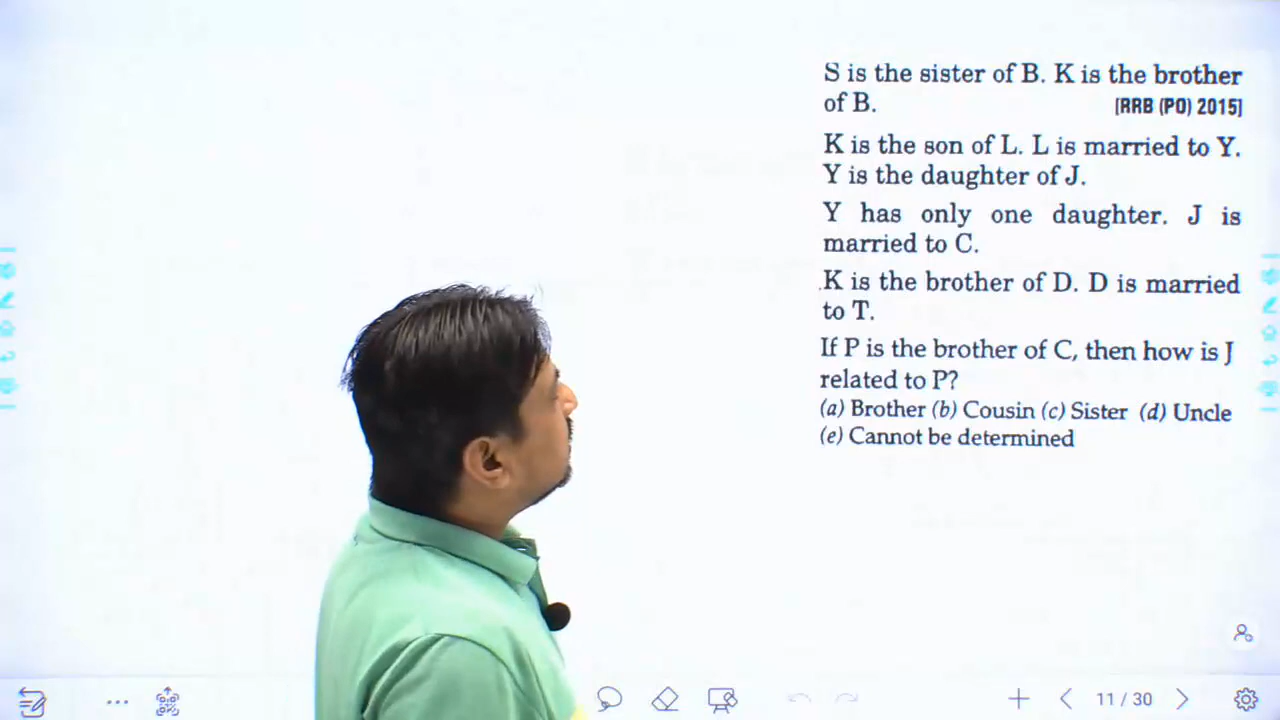 S is the sister of B. K is the brother
of B. [RRB (PO) 2015]
K is the son of L. L is married to Y.
Y is the daughter of J.
Y has only one daughter. J is
married to C.
K is the brother of D. D is married
to T.
If P is the brother of C, then how is J
related to P?
(a) Brother (b) Cousin (c) Sister (d) Uncle
(e) Cannot be determined
11 / 30